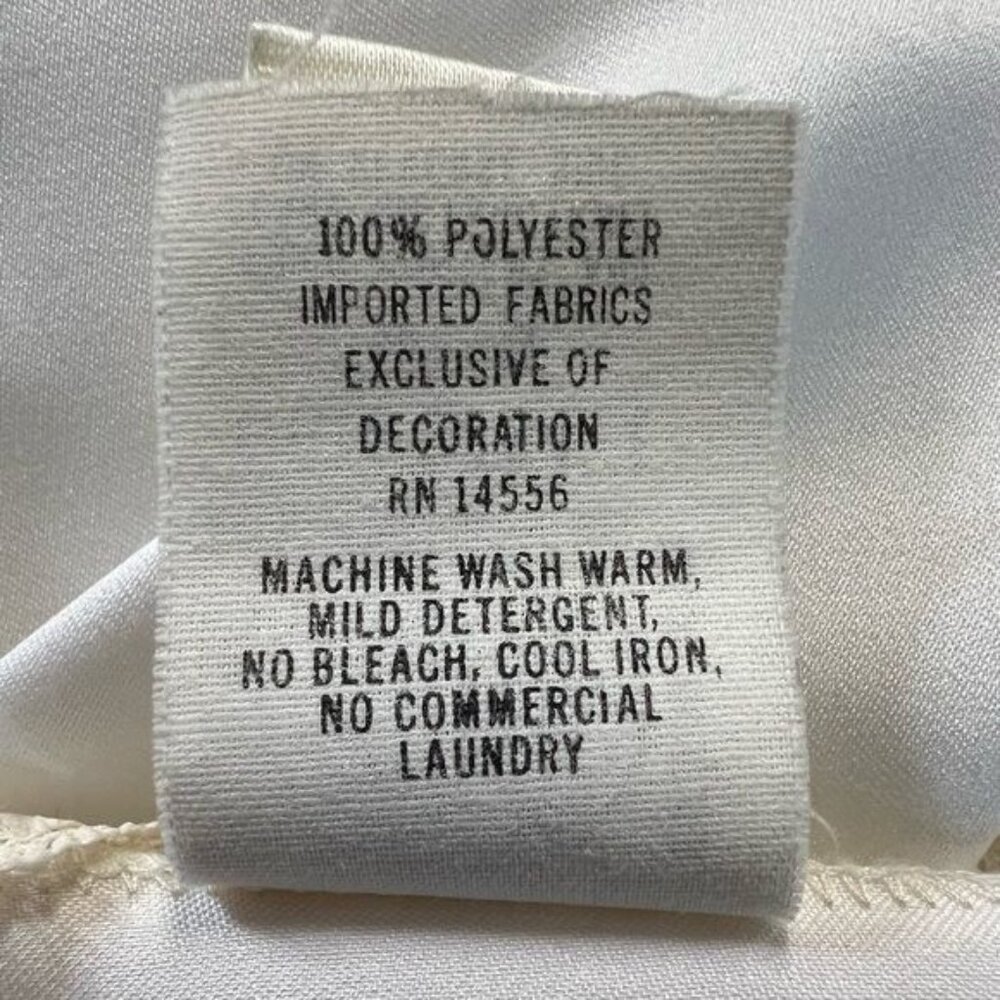 100% POLYESTER
IMPORTED FABRICS
EXCLUSIVE OF
DECORATION
RN 14556
MACHINE WASH WARM,
MILD DETERGENT,
NO BLEACH, COOL IRON,
NO COMMERCIAL
LAUNDRY